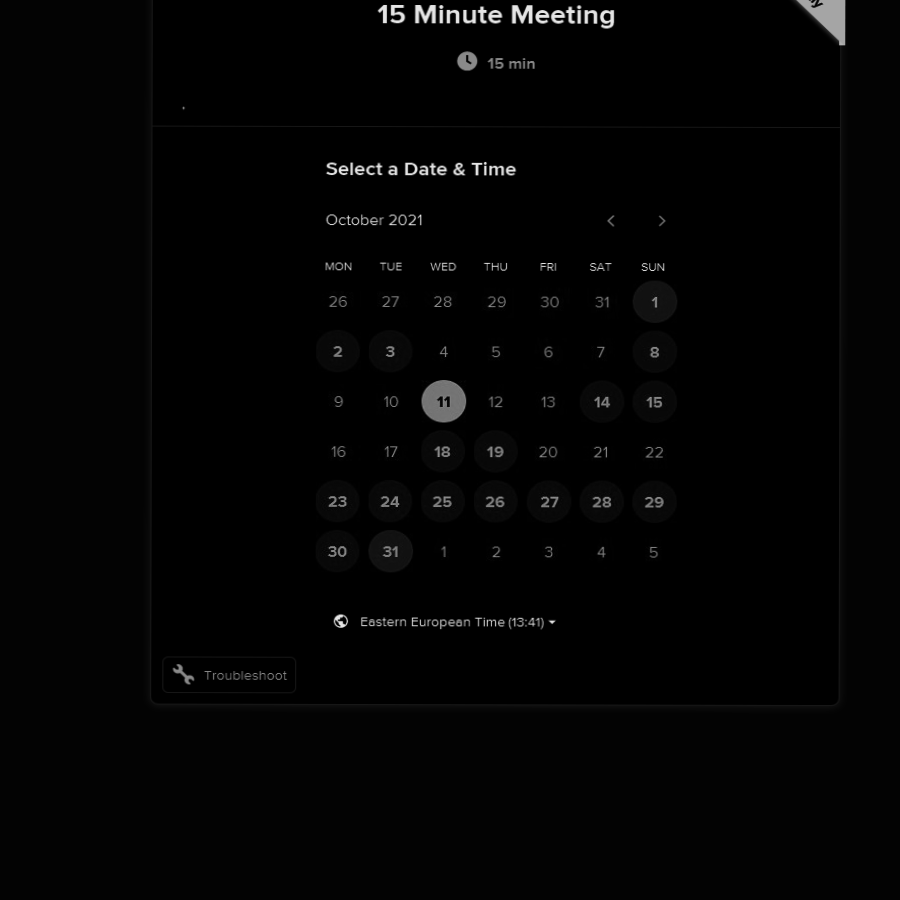 15 Minute Meeting
15 min
Select a Date & Time
October 2021
MON TUE WED THU FRI SAT SUN
26 27 28 29 30 31 1
2 3 4 5 6 7 8
9 10 11 12 13 14 15
16 17 18 19 20 21 22
23 24 25 26 27 28 29
30 31 1 2 3 4 5
Eastern European Time (13:41)
Troubleshoot